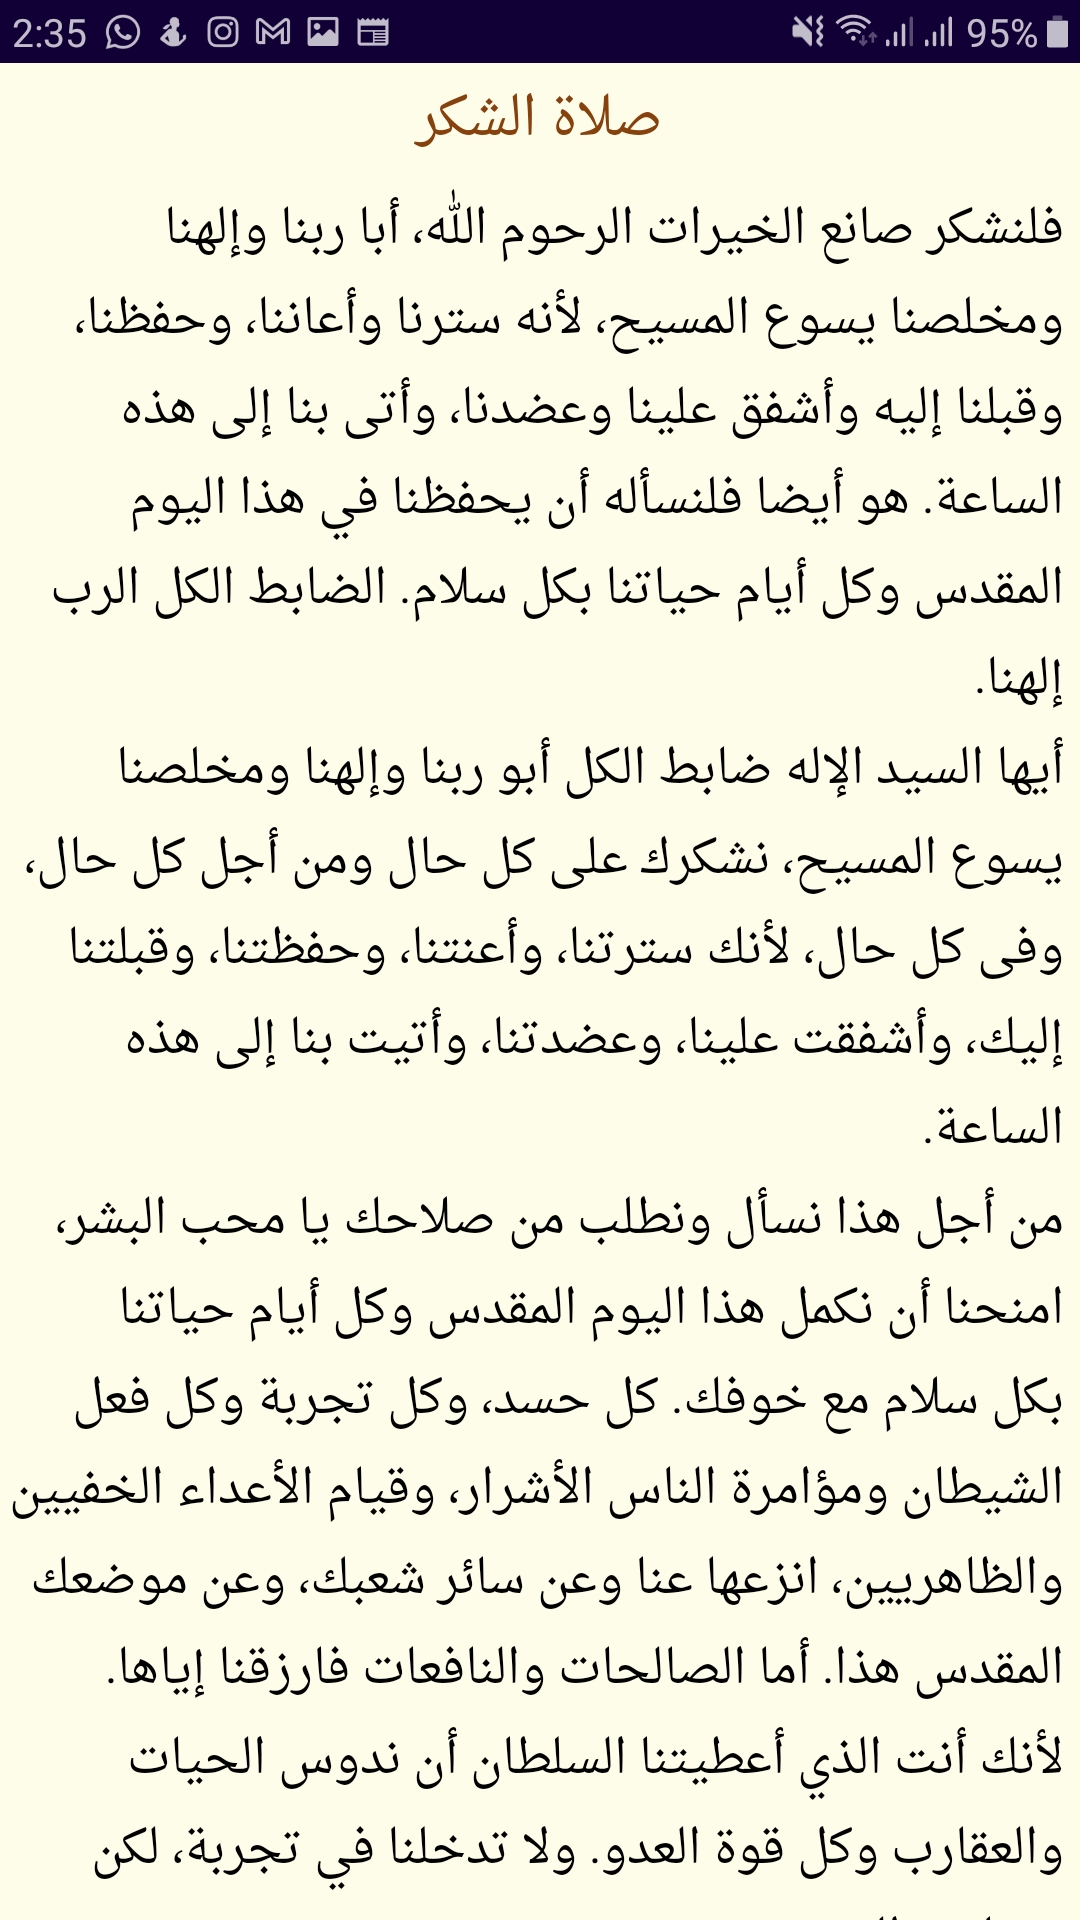 2:35
95%
صلاة الشكر
فلنشكر صانع الخيرات الرحوم الله، أبا ربنا وإلهنا
ومخلصنا يسوع المسيح، لأنه سترنا وأعاننا، وحفظنا،
وقبلنا إليه وأشفق علينا وعضدنا، وأتى بنا إلى هذه
الساعة. هو أيضا فلنسأله أن يحفظنا في هذا اليوم
المقدس وكل أيام حياتنا بكل سلام. الضابط الكل الرب
إلهنا.
أيها السيد الإله ضابط الكل أبو ربنا وإلهنا ومخلصنا
يسوع المسيح، نشكرك على كل حال ومن أجل كل حال،
وفى كل حال، لأنك سترتنا، وأعنتنا، وحفظتنا، وقبلتنا
إليك، وأشفقت علينا، وعضدتنا، وأتيت بنا إلى هذه
الساعة.
من أجل هذا نسأل ونطلب من صلاحك يا محب البشر،
امنحنا أن نكمل هذا اليوم المقدس وكل أيام حياتنا
بكل سلام مع خوفك. كل حسد، وكل تجربة وكل فعل
الشيطان ومؤامرة الناس الأشرار، وقيام الأعداء الخفيين
والظاهريين، انزعها عنا وعن سائر شعبك، وعن موضعك
المقدس هذا. أما الصالحات والنافعات فارزقنا إياها.
لأنك أنت الذي أعطيتنا السلطان أن ندوس الحيات
والعقارب وكل قوة العدو. ولا تدخلنا في تجربة، لكن